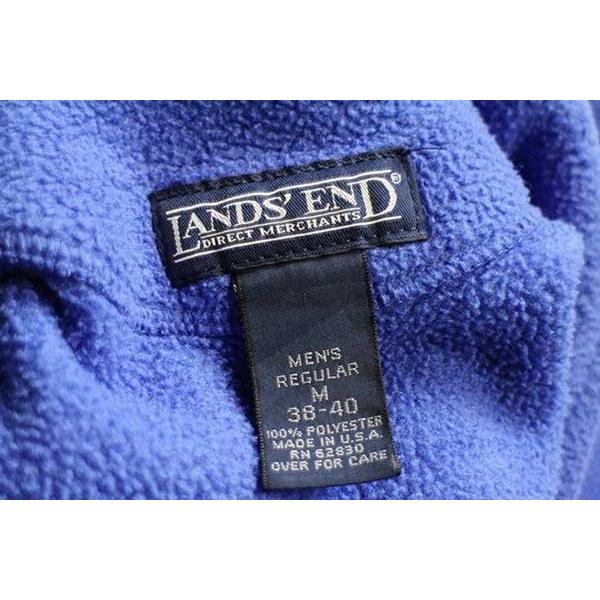 LANDS' END®
DIRECT MERCHANTS
MEN'S
REGULAR
M
38-40
100% POLYESTER
MADE IN U.S.A.
RN 62830
OVER FOR CARE